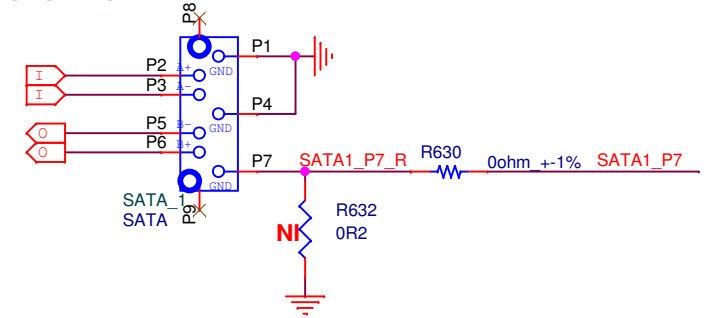 P8
P1
P2
I
A+
GND
P3
I
A-
P4
P5
O
B-
GND
P6
O
B+
P7
SATA1_P7_R
R630
0ohm_+-1%
SATA1_P7
GND
SATA_1
SATA
P9
R632
NI
0R2